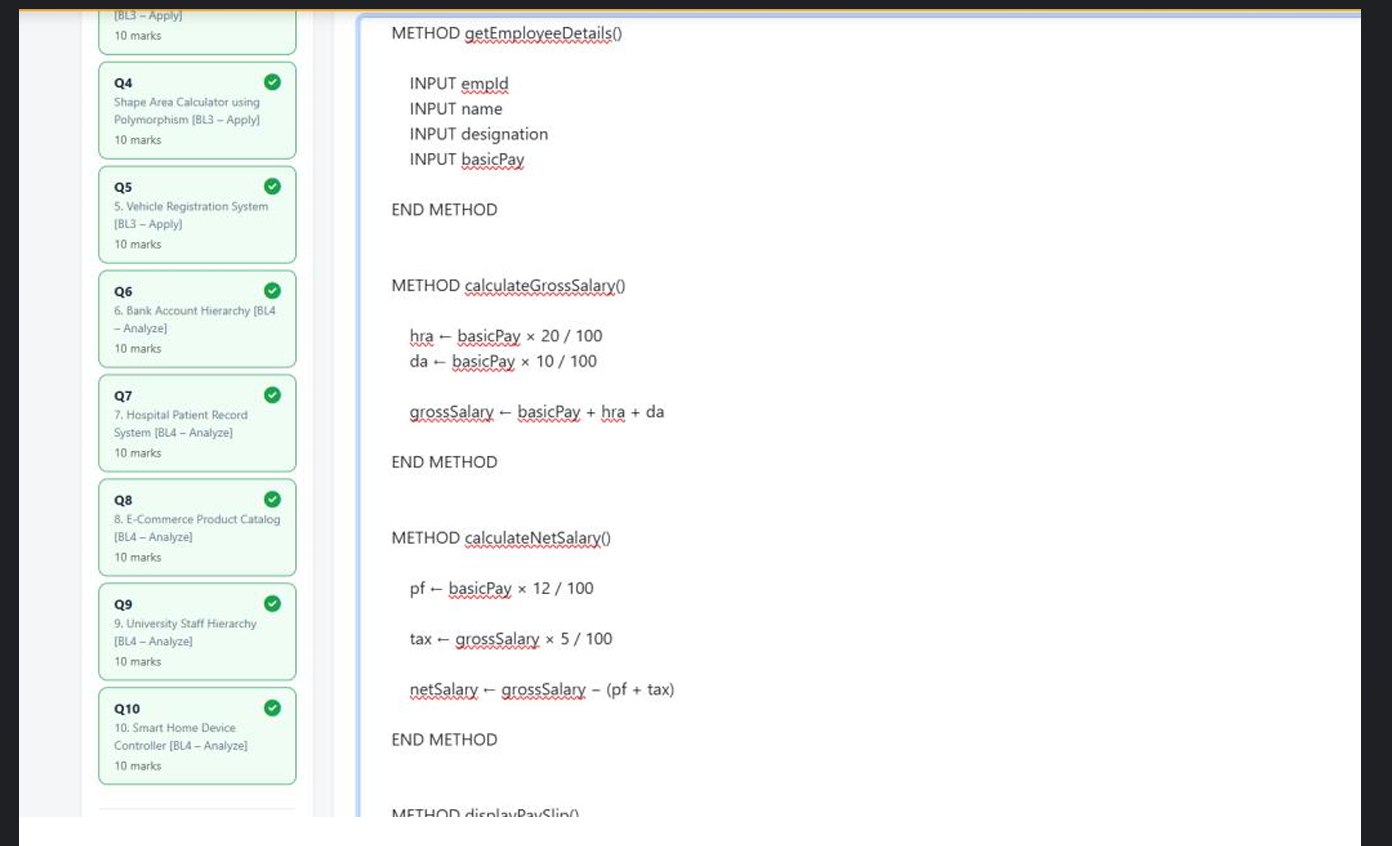 [BL3 – Apply]
10 marks
Q4
Shape Area Calculator using
Polymorphism [BL3 – Apply]
10 marks
Q5
5. Vehicle Registration System
[BL3 – Apply]
10 marks
Q6
6. Bank Account Hierarchy [BL4
– Analyze]
10 marks
Q7
7. Hospital Patient Record
System [BL4 – Analyze]
10 marks
Q8
8. E-Commerce Product Catalog
[BL4 – Analyze]
10 marks
Q9
9. University Staff Hierarchy
[BL4 – Analyze]
10 marks
Q10
10. Smart Home Device
Controller [BL4 – Analyze]
10 marks
METHOD getEmployeeDetails()
INPUT empId
INPUT name
INPUT designation
INPUT basicPay
END METHOD
METHOD calculateGrossSalary()
hra ← basicPay × 20 / 100
da ← basicPay × 10 / 100
grossSalary ← basicPay + hra + da
END METHOD
METHOD calculateNetSalary()
pf ← basicPay × 12 / 100
tax ← grossSalary × 5 / 100
netSalary ← grossSalary − (pf + tax)
END METHOD
METHOD displayPaySlip()